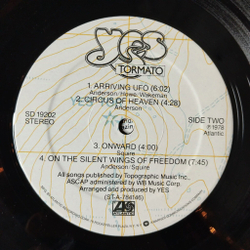 Yes
TORMATO
1. ARRIVING UFO (6:02)
Anderson, Howe, Wakeman
2. CIRCUS OF HEAVEN (4:28)
Anderson
SD 19202
STEREO
SIDE TWO
℗ 1978
Atlantic
3. ONWARD (4:00)
Squire
4. ON THE SILENT WINGS OF FREEDOM (7:45)
Anderson-Squire
All songs published by Topographic Music Inc.
ASCAP administered by WB Music Corp.
Arranged and produced by YES
(ST-A-784146)
ATLANTIC